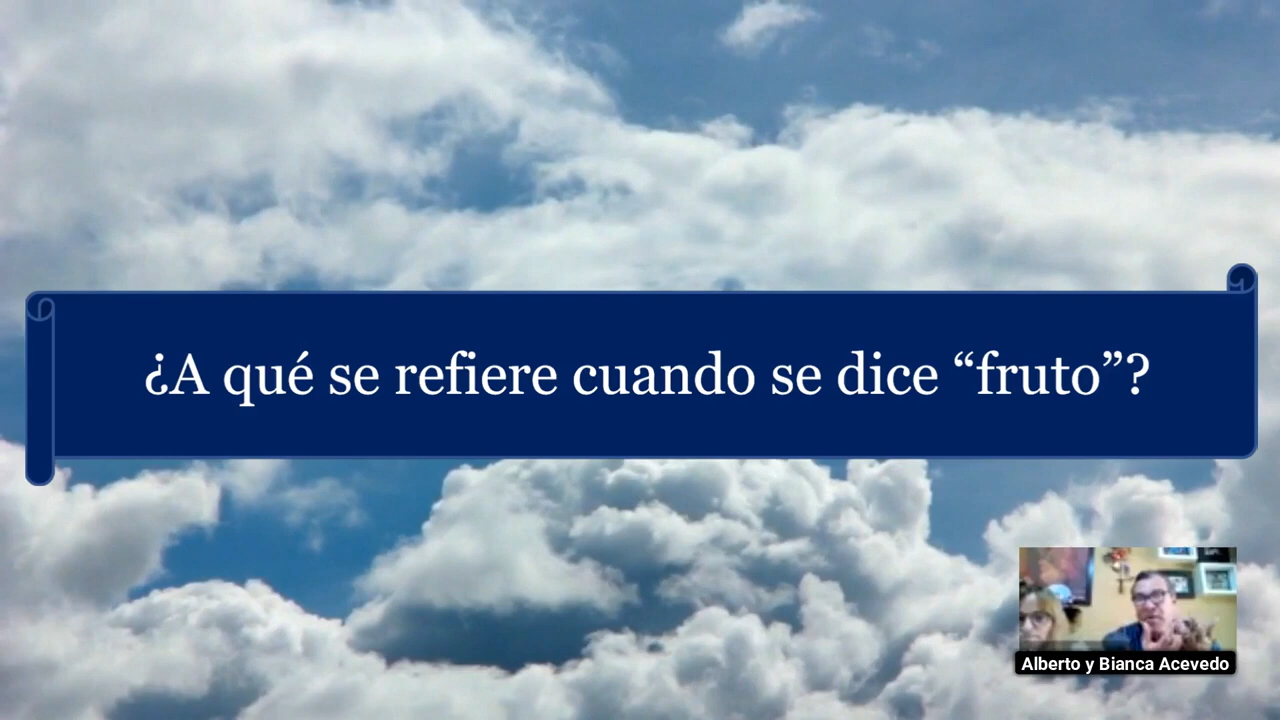 ¿A qué se refiere cuando se dice “fruto”?
Alberto y Bianca Acevedo